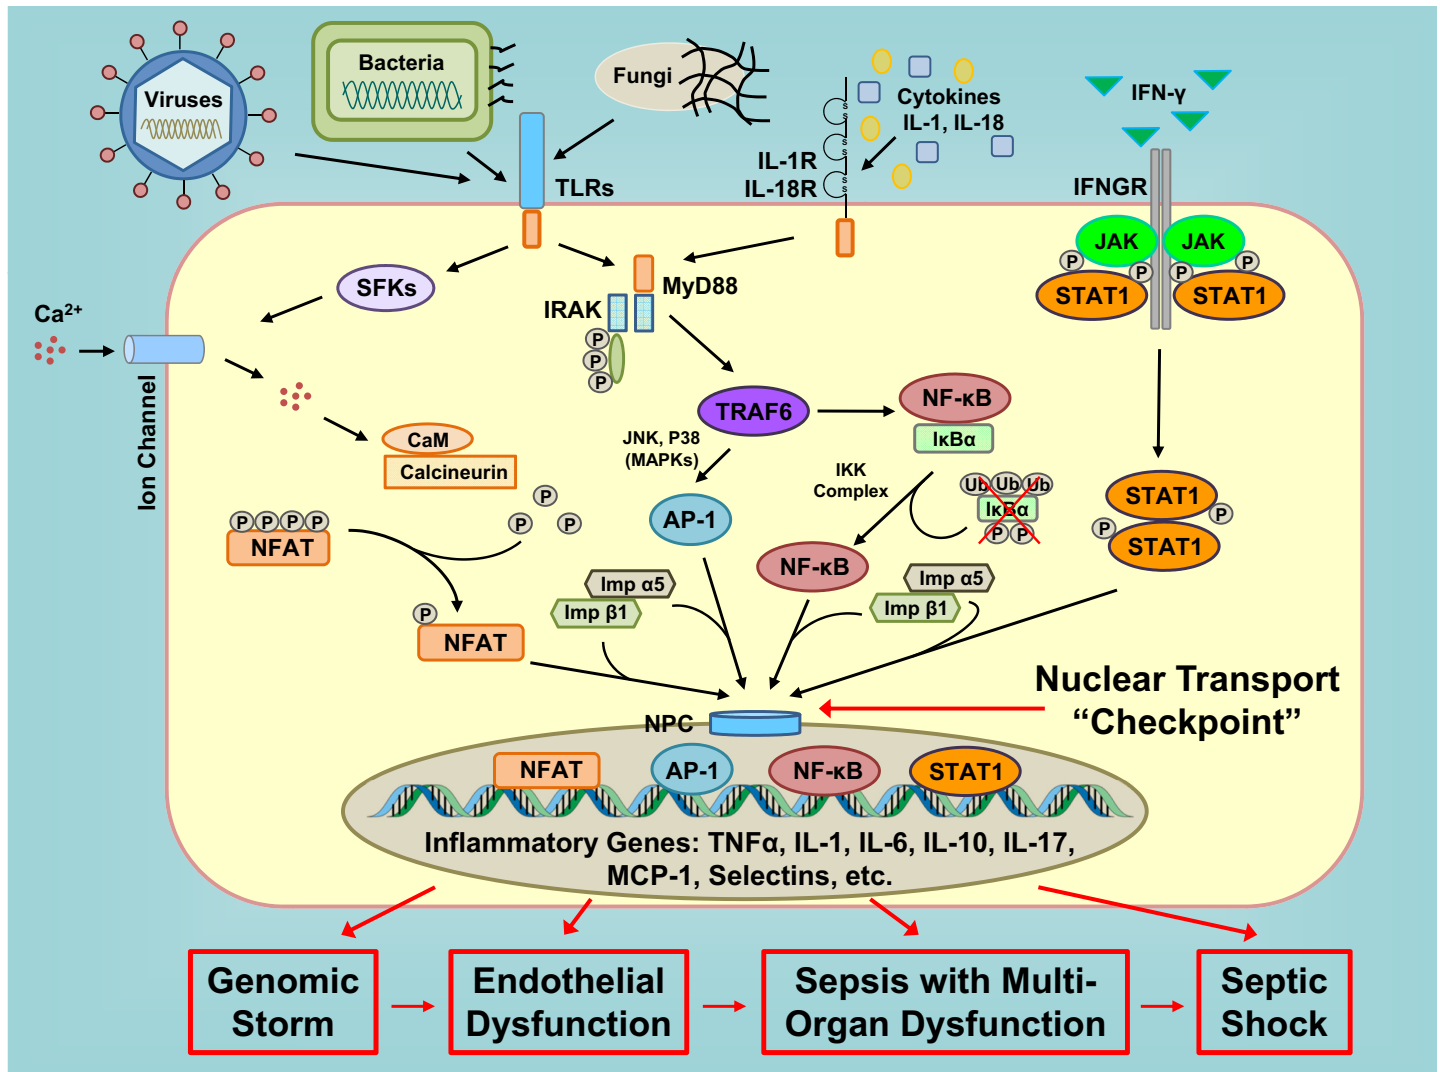 Viruses
Bacteria
Fungi
Cytokines
IL-1, IL-18
IFN-γ
IL-1R
IL-18R
S
S
S
S
S
S
TLRs
IFNGR
JAK
JAK
P
P
P
P
STAT1
STAT1
SFKs
MyD88
IRAK
P
P
P
Ca²⁺
Ion Channel
TRAF6
NF-κB
IκBα
JNK, P38
(MAPKs)
CaM
Calcineurin
IKK
Complex
Ub
Ub
Ub
IκBα
P
P
STAT1
P
P
STAT1
P
P
P
P
P
P
P
NFAT
AP-1
NF-κB
Imp α5
Imp β1
Imp α5
Imp β1
P
NFAT
Nuclear Transport
“Checkpoint”
NPC
NFAT
AP-1
NF-κB
STAT1
Inflammatory Genes: TNFα, IL-1, IL-6, IL-10, IL-17,
MCP-1, Selectins, etc.
Genomic
Storm
Endothelial
Dysfunction
Sepsis with Multi-
Organ Dysfunction
Septic
Shock